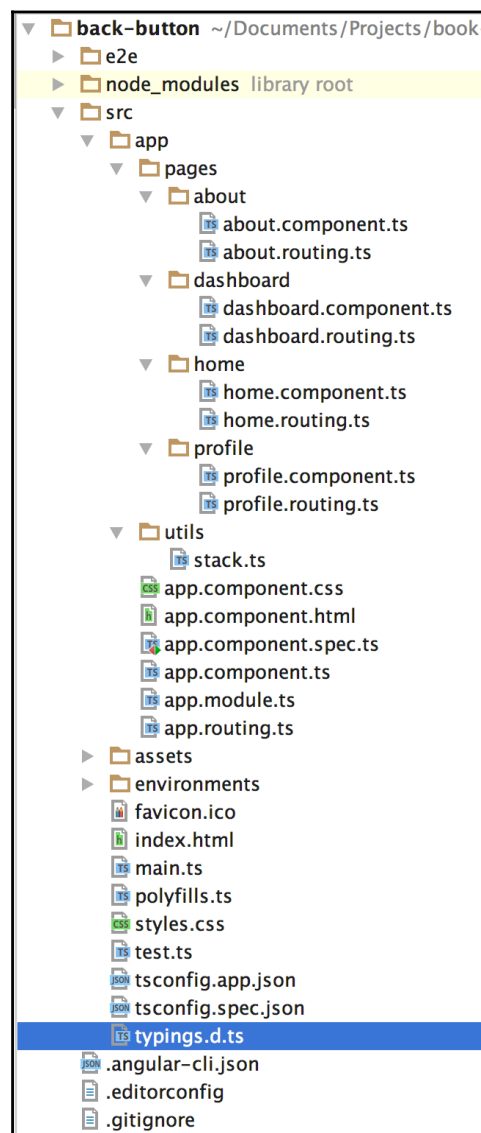 back-button ~/Documents/Projects/book-
e2e
node_modules library root
src
app
pages
about
about.component.ts
about.routing.ts
dashboard
dashboard.component.ts
dashboard.routing.ts
home
home.component.ts
home.routing.ts
profile
profile.component.ts
profile.routing.ts
utils
stack.ts
app.component.css
app.component.html
app.component.spec.ts
app.component.ts
app.module.ts
app.routing.ts
assets
environments
favicon.ico
index.html
main.ts
polyfills.ts
styles.css
test.ts
tsconfig.app.json
tsconfig.spec.json
typings.d.ts
.angular-cli.json
.editorconfig
.gitignore